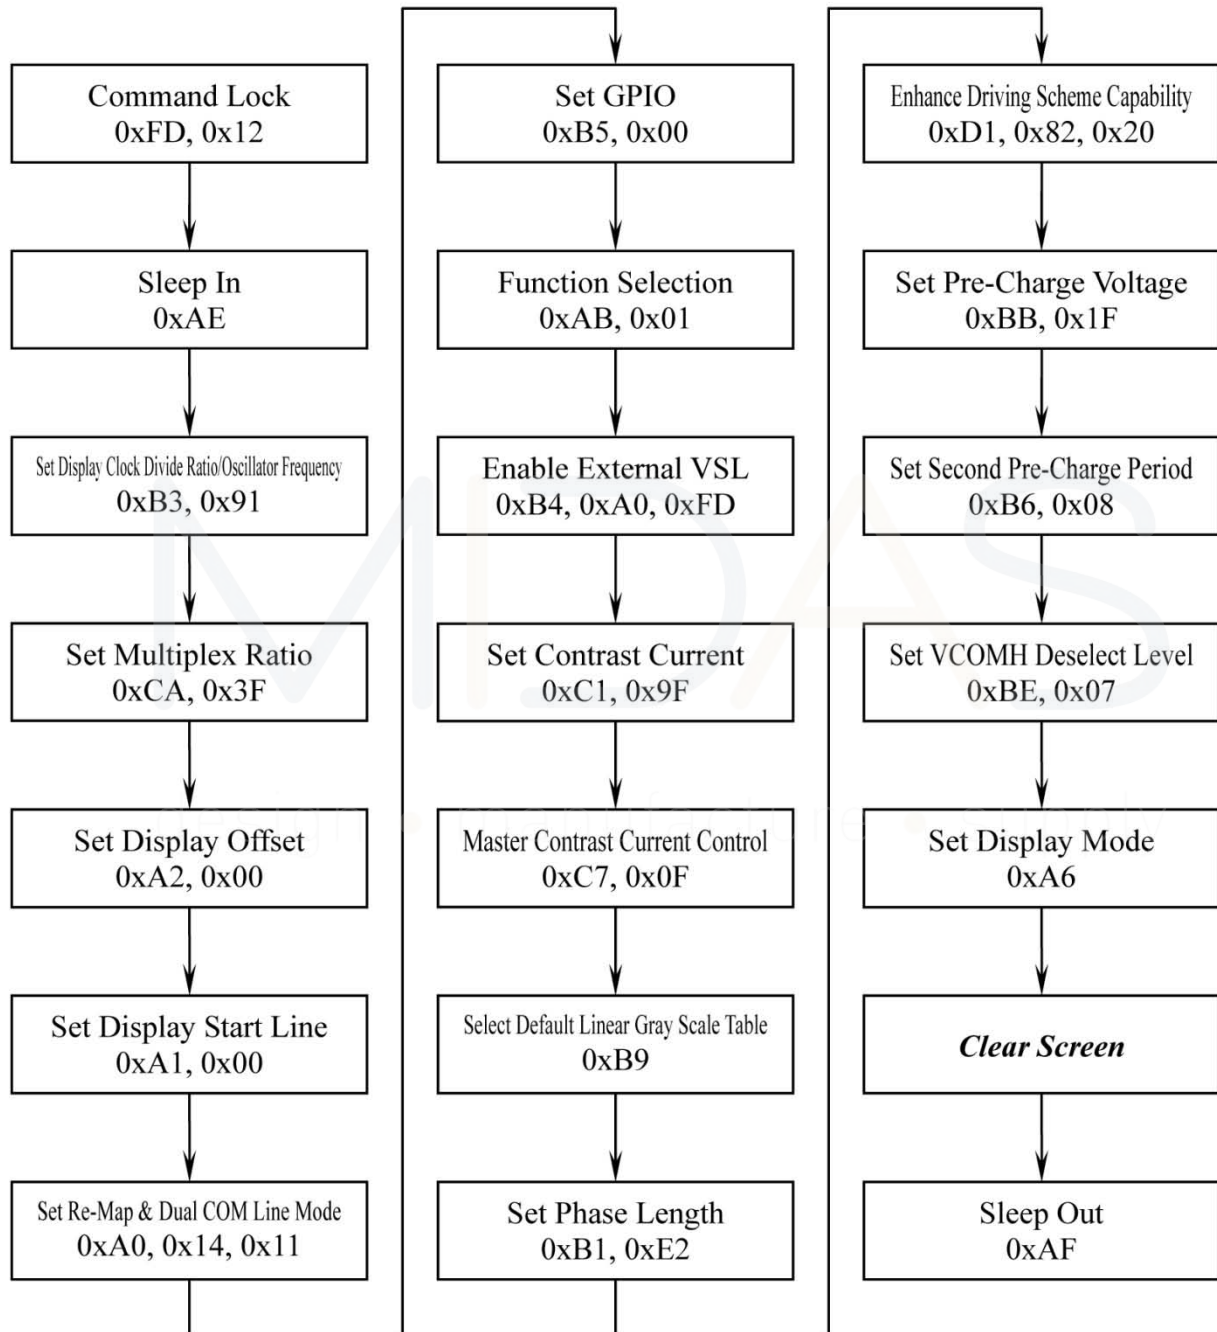 Command Lock
0xFD, 0x12
Sleep In
0xAE
Set Display Clock Divide Ratio/Oscillator Frequency
0xB3, 0x91
Set Multiplex Ratio
0xCA, 0x3F
Set Display Offset
0xA2, 0x00
Set Display Start Line
0xA1, 0x00
Set Re-Map & Dual COM Line Mode
0xA0, 0x14, 0x11
Set GPIO
0xB5, 0x00
Function Selection
0xAB, 0x01
Enable External VSL
0xB4, 0xA0, 0xFD
Set Contrast Current
0xC1, 0x9F
Master Contrast Current Control
0xC7, 0x0F
Select Default Linear Gray Scale Table
0xB9
Set Phase Length
0xB1, 0xE2
Enhance Driving Scheme Capability
0xD1, 0x82, 0x20
Set Pre-Charge Voltage
0xBB, 0x1F
Set Second Pre-Charge Period
0xB6, 0x08
Set VCOMH Deselect Level
0xBE, 0x07
Set Display Mode
0xA6
Clear Screen
Sleep Out
0xAF
MIDAS
design • manufacture • supply